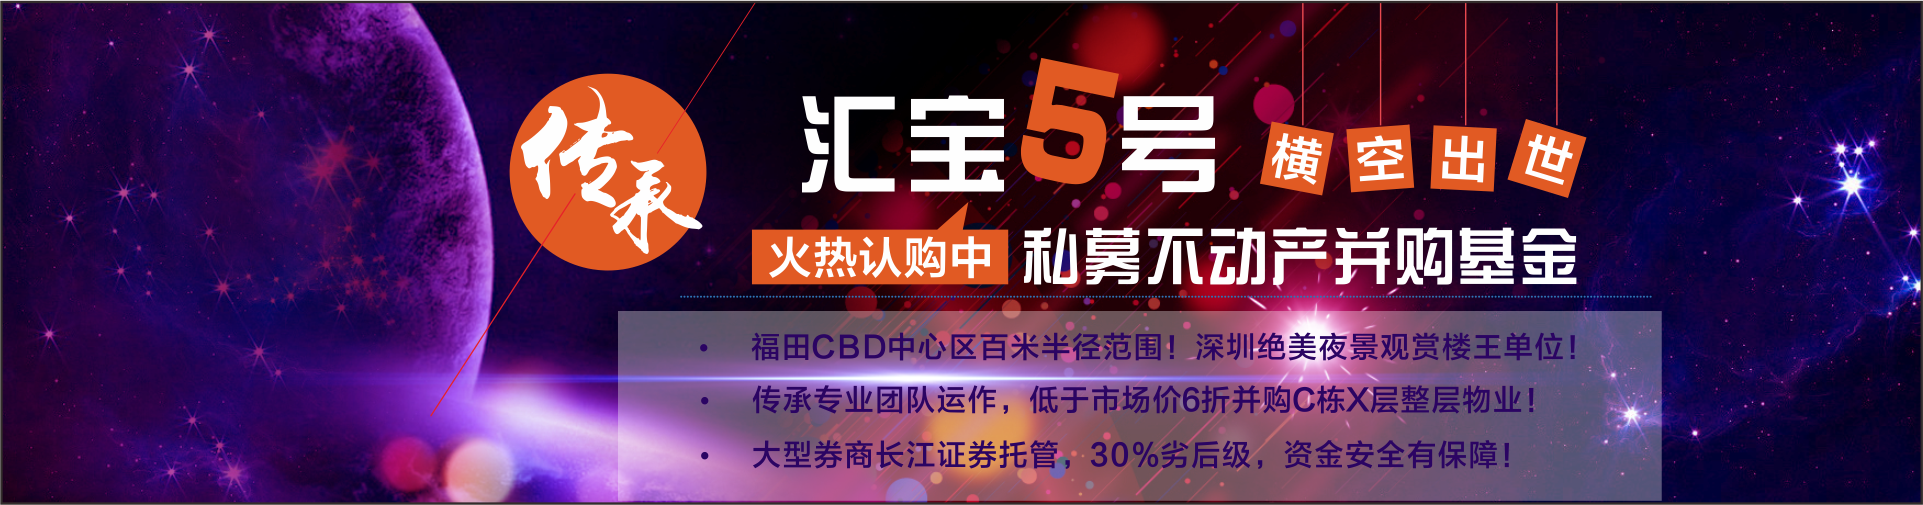 传承
汇宝5号 横空出世
火热认购中 私募不动产并购基金
• 福田CBD中心区百米半径范围！深圳绝美夜景观赏楼王单位！
• 传承专业团队运作，低于市场价6折并购C栋X层整层物业！
• 大型券商长江证券托管，30%劣后级，资金安全有保障！